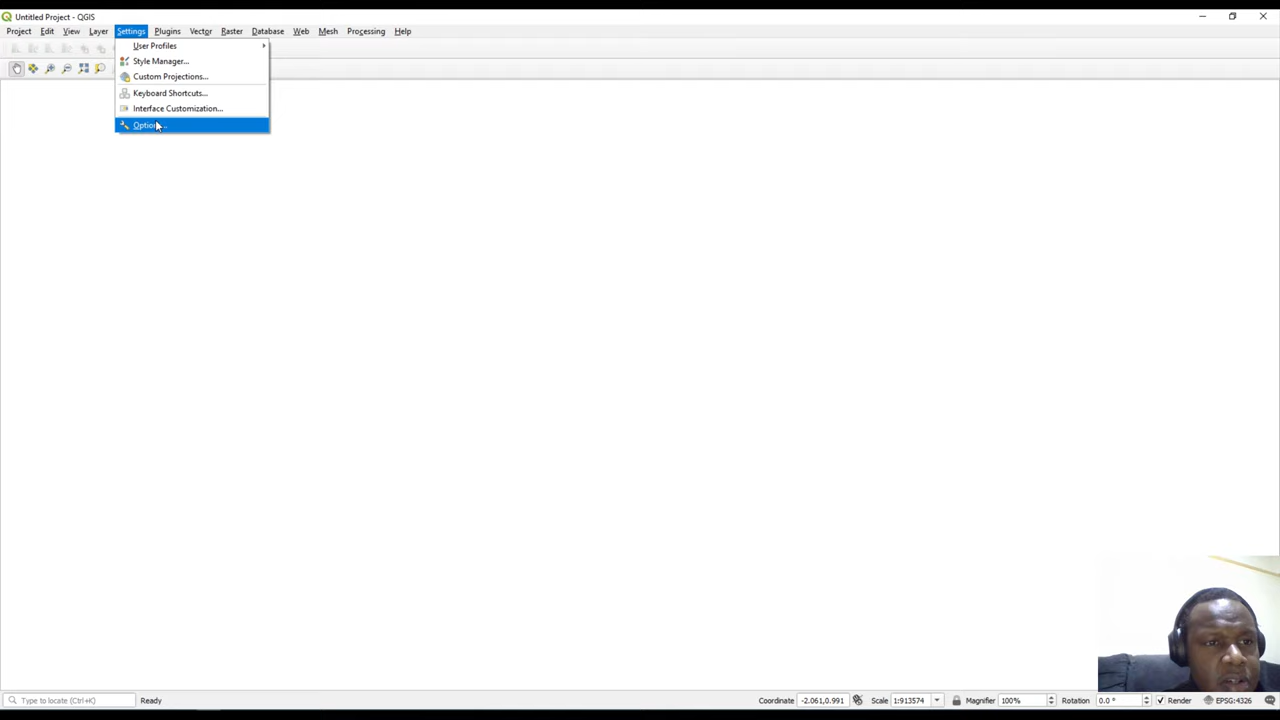 Untitled Project - QGIS
Project Edit View Layer Settings Plugins Vector Raster Database Web Mesh Processing Help
User Profiles
Style Manager...
Custom Projections...
Keyboard Shortcuts...
Interface Customization...
Type to locate (Ctrl+K) Ready Coordinate -2.061,0.991 Scale 1:913574 Magnifier 100% Rotation 0.0 ° Render EPSG:4326